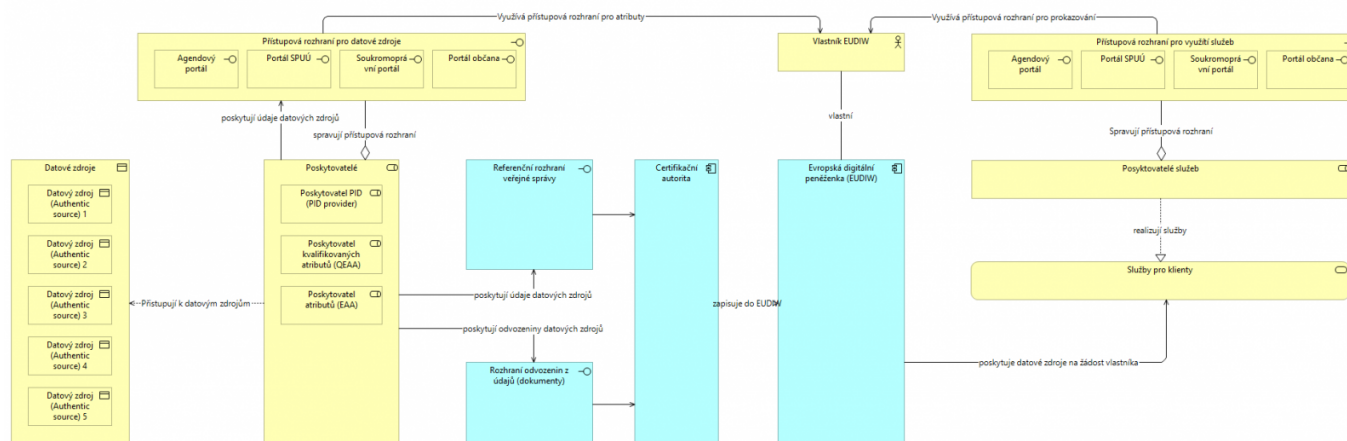 Využívá přístupová rozhraní pro atributy
Využívá přístupová rozhraní pro prokazování
Přístupová rozhraní pro datové zdroje
Agendový
portál
Portál SPUÚ
Soukromoprá
vní portál
Portál občana
Vlastník EUDIW
Přístupová rozhraní pro využití služeb
Agendový
portál
Portál SPUÚ
Soukromoprá
vní portál
Portál občana
poskytují údaje datových zdrojů
spravují přístupová rozhraní
vlastní
Spravují přístupová rozhraní
Datové zdroje
Datový zdroj
(Authentic
source) 1
Datový zdroj
(Authentic
source) 2
Datový zdroj
(Authentic
source) 3
Datový zdroj
(Authentic
source) 4
Datový zdroj
(Authentic
source) 5
Přistupují k datovým zdrojům
Poskytovatelé
Poskytovatel PID
(PID provider)
Poskytovatel
kvalifikovaných
atributů (QEAA)
Poskytovatel
atributů (EAA)
Referenční rozhraní
veřejné správy
poskytují údaje datových zdrojů
poskytují odvozeniny datových zdrojů
Rozhraní odvozenin z
údajů (dokumenty)
Certifikační
autorita
zapisuje do EUDIW
Evropská digitální
peněženka (EUDIW)
Posyktovatelé služeb
realizují služby
Služby pro klienty
poskytuje datové zdroje na žádost vlastníka